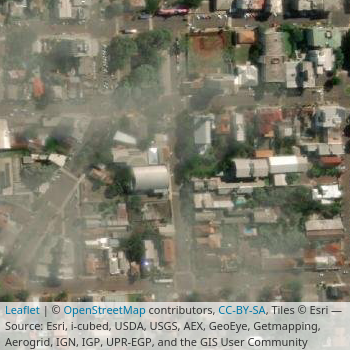 Leaflet | © OpenStreetMap contributors, CC-BY-SA, Tiles © Esri —
Source: Esri, i-cubed, USDA, USGS, AEX, GeoEye, Getmapping,
Aerogrid, IGN, IGP, UPR-EGP, and the GIS User Community